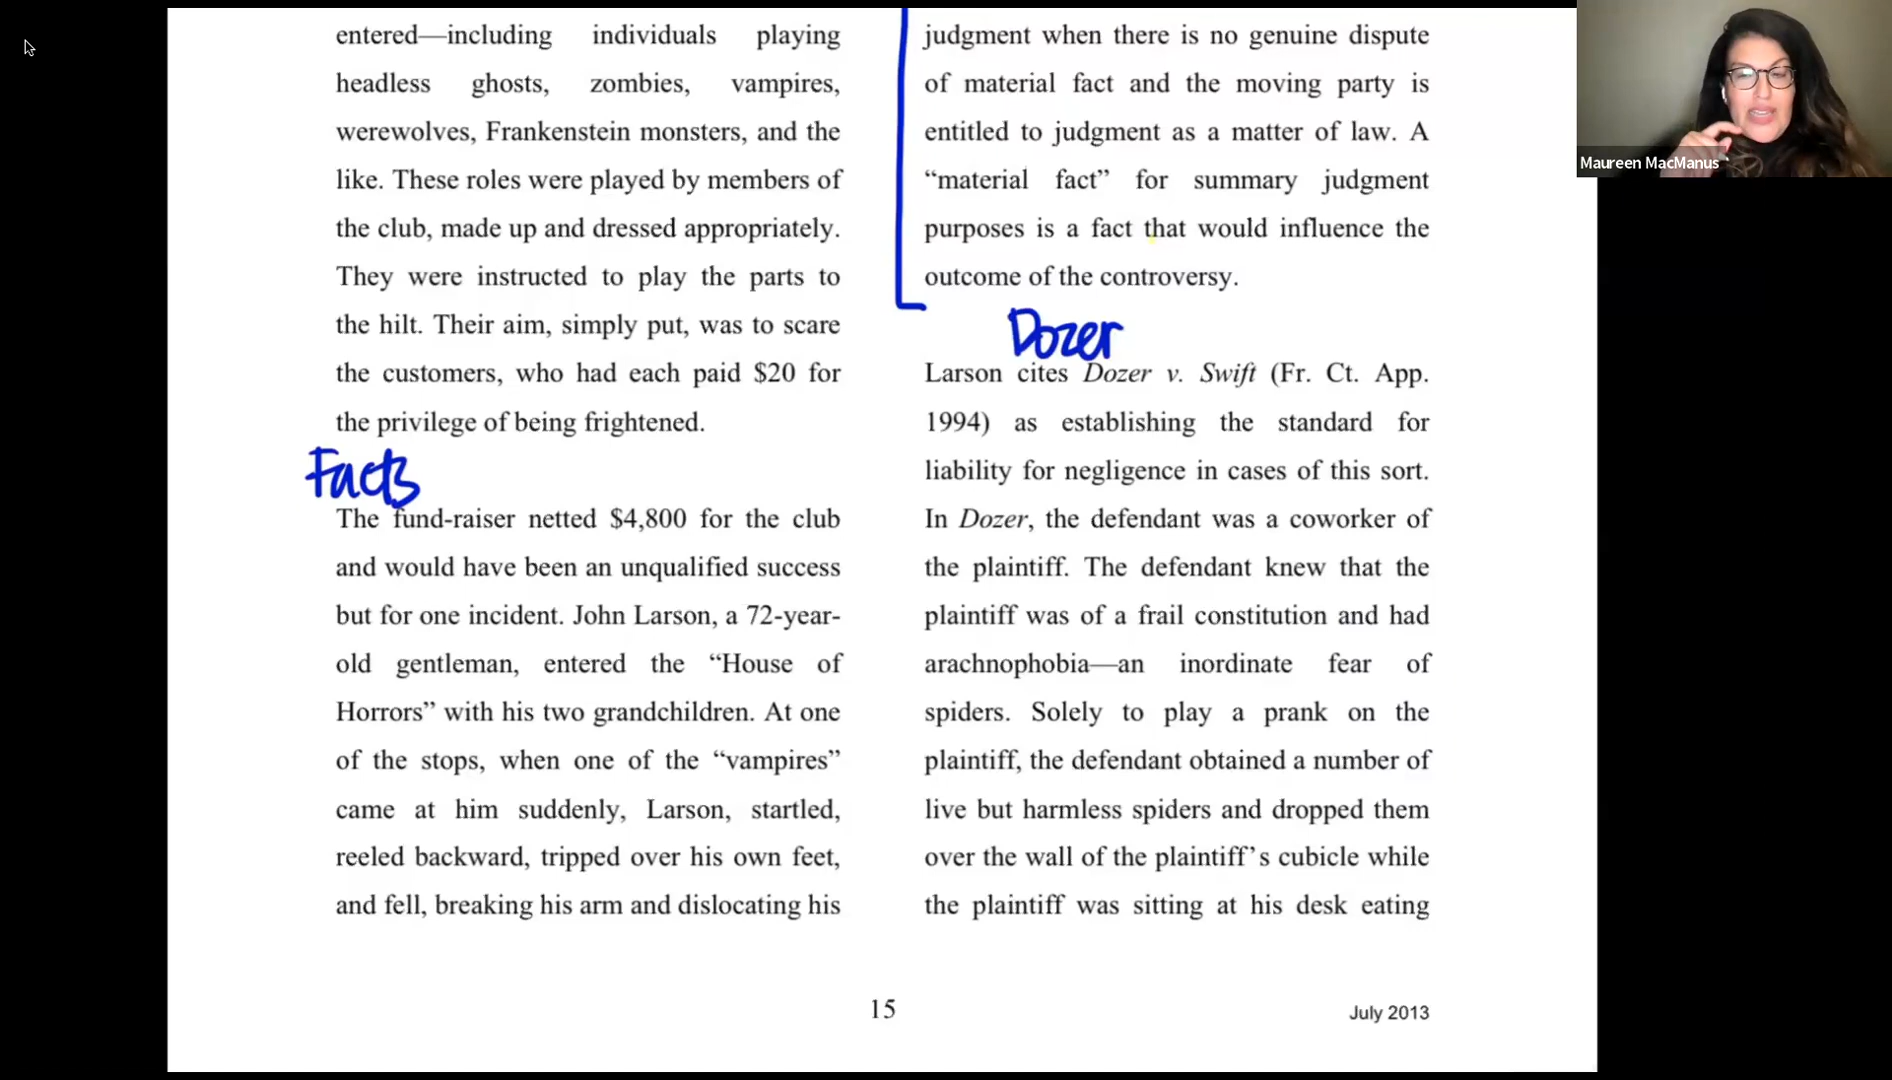 entered—including individuals playing
headless ghosts, zombies, vampires,
werewolves, Frankenstein monsters, and the
like. These roles were played by members of
the club, made up and dressed appropriately.
They were instructed to play the parts to
the hilt. Their aim, simply put, was to scare
the customers, who had each paid $20 for
the privilege of being frightened.
Facts
The fund-raiser netted $4,800 for the club
and would have been an unqualified success
but for one incident. John Larson, a 72-year-
old gentleman, entered the “House of
Horrors” with his two grandchildren. At one
of the stops, when one of the “vampires”
came at him suddenly, Larson, startled,
reeled backward, tripped over his own feet,
and fell, breaking his arm and dislocating his
judgment when there is no genuine dispute
of material fact and the moving party is
entitled to judgment as a matter of law. A
“material fact” for summary judgment
purposes is a fact that would influence the
outcome of the controversy.
Dozer
Larson cites Dozer v. Swift (Fr. Ct. App.
1994) as establishing the standard for
liability for negligence in cases of this sort.
In Dozer, the defendant was a coworker of
the plaintiff. The defendant knew that the
plaintiff was of a frail constitution and had
arachnophobia—an inordinate fear of
spiders. Solely to play a prank on the
plaintiff, the defendant obtained a number of
live but harmless spiders and dropped them
over the wall of the plaintiff’s cubicle while
the plaintiff was sitting at his desk eating
15
July 2013
Maureen MacManus